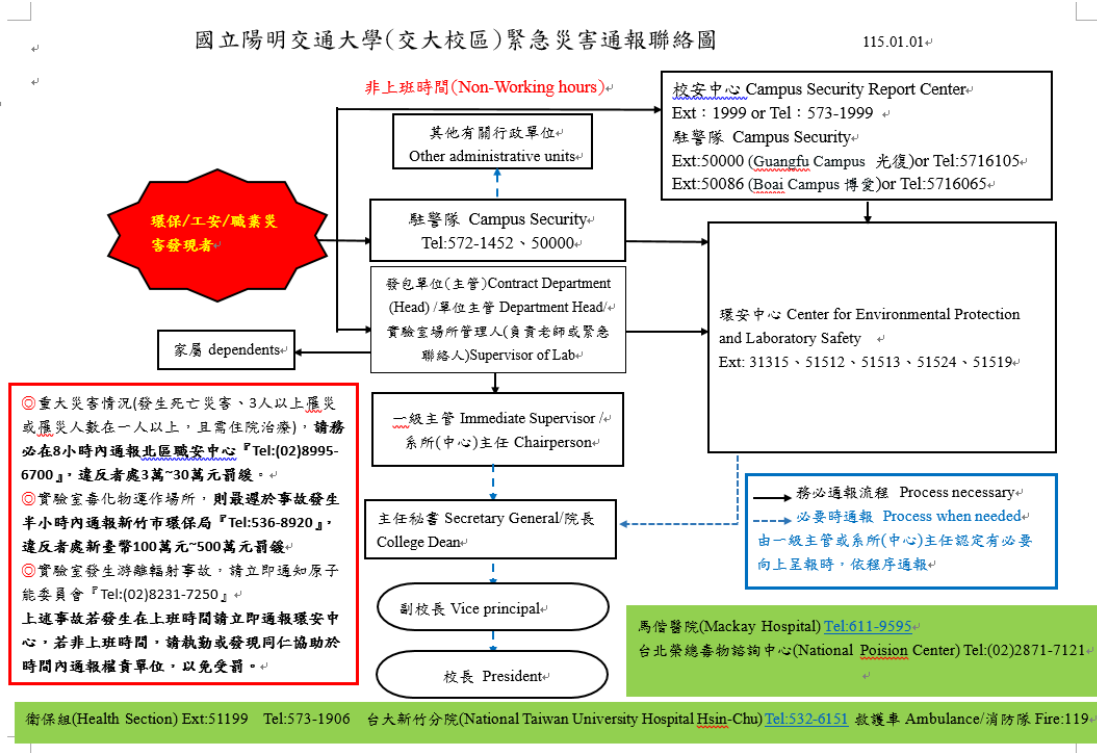 國立陽明交通大學(交大校區)緊急災害通報聯絡圖
115.01.01
非上班時間(Non-Working hours)
校安中心 Campus Security Report Center
Ext：1999 or Tel：573-1999
駐警隊 Campus Security
Ext:50000 (Guangfu Campus 光復)or Tel:5716105
Ext:50086 (Boai Campus 博愛)or Tel:5716065
其他有關行政單位
Other administrative units
環保/工安/職業災
害發現者
駐警隊 Campus Security
Tel:572-1452、50000
發包單位(主管)Contract Department
(Head) /單位主管 Department Head/
實驗室場所管理人(負責老師或緊急
聯絡人)Supervisor of Lab
環安中心 Center for Environmental Protection
and Laboratory Safety
Ext: 31315、51512、51513、51524、51519
家屬 dependents
一級主管 Immediate Supervisor /
系所(中心)主任 Chairperson
◎重大災害情況(發生死亡災害、3人以上罹災
或罹災人數在一人以上，且需住院治療)，請務
必在8小時內通報北區職安中心『Tel:(02)8995-
6700』，違反者處3萬~30萬元罰鍰。
◎實驗室毒化物運作場所，則最遲於事故發生
半小時內通報新竹市環保局『Tel:536-8920』，
違反者處新臺幣100萬元~500萬元罰鍰
◎實驗室發生游離輻射事故，請立即通知原子
能委員會『Tel:(02)8231-7250』
上述事故若發生在上班時間請立即通報環安中
心，若非上班時間，請執勤或發現同仁協助於
時間內通報權責單位，以免受罰。
主任秘書 Secretary General/院長
College Dean
務必通報流程 Process necessary
必要時通報 Process when needed
由一級主管或系所(中心)主任認定有必要
向上呈報時，依程序通報
副校長 Vice principal
校長 President
馬偕醫院(Mackay Hospital) Tel:611-9595
台北榮總毒物諮詢中心(National Poision Center) Tel:(02)2871-7121
衛保組(Health Section) Ext:51199 Tel:573-1906 台大新竹分院(National Taiwan University Hospital Hsin-Chu) Tel:532-6151 救護車 Ambulance/消防隊 Fire:119